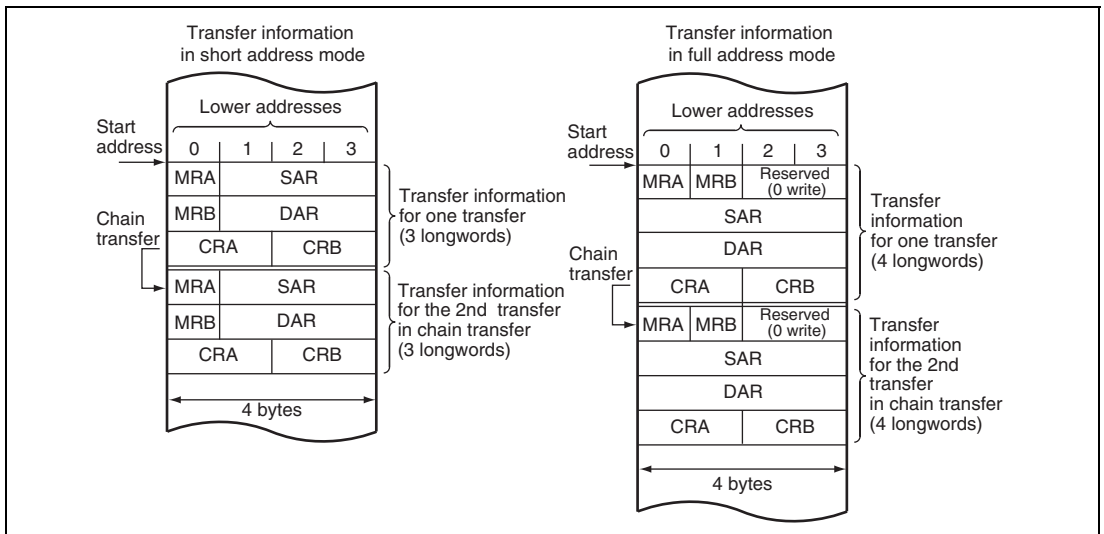 Transfer information
in short address mode
Lower addresses
Start
address
0 1 2 3
MRA SAR
MRB DAR
CRA CRB
Transfer information
for one transfer
(3 longwords)
Chain
transfer
MRA SAR
MRB DAR
CRA CRB
Transfer information
for the 2nd transfer
in chain transfer
(3 longwords)
4 bytes
Transfer information
in full address mode
Lower addresses
Start
address
0 1 2 3
MRA MRB Reserved
(0 write)
SAR
DAR
CRA CRB
Transfer
information
for one transfer
(4 longwords)
Chain
transfer
MRA MRB Reserved
(0 write)
SAR
DAR
CRA CRB
Transfer
information
for the 2nd
transfer
in chain transfer
(4 longwords)
4 bytes